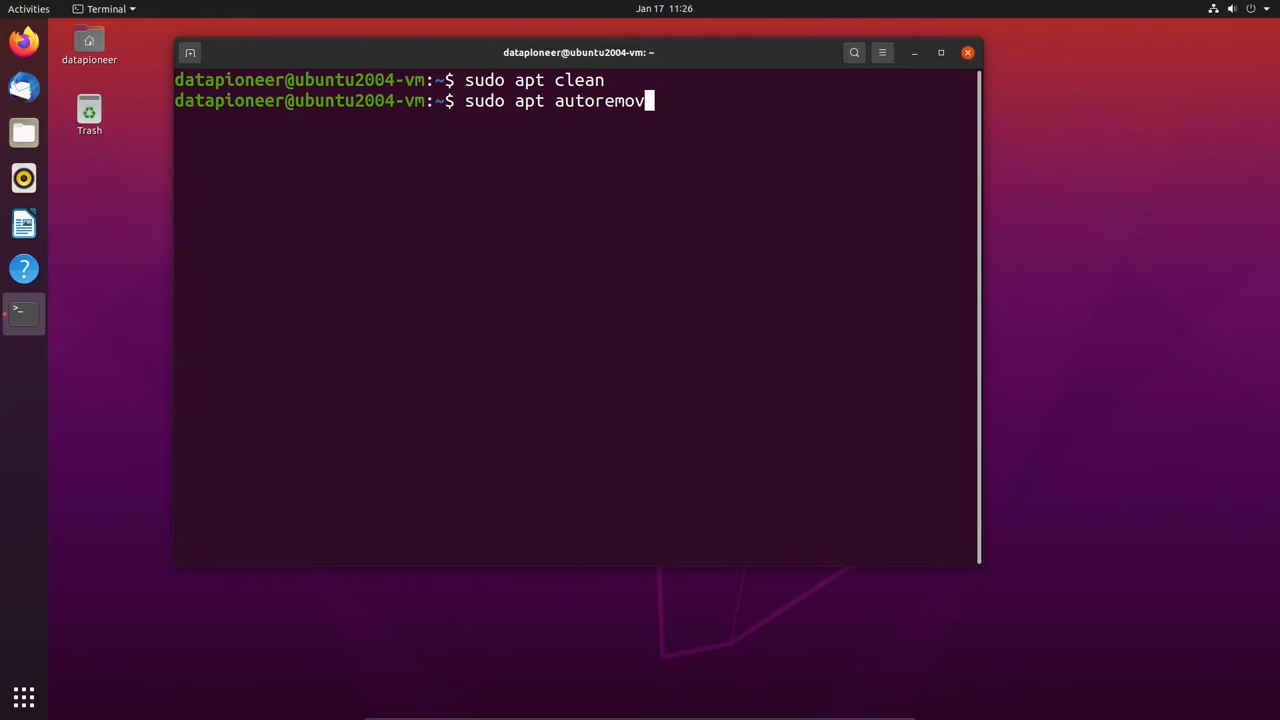 Activities
Terminal
Jan 17 11:26
datapioneer
Trash
datapioneer@ubuntu2004-vm: ~
datapioneer@ubuntu2004-vm:~$ sudo apt clean
datapioneer@ubuntu2004-vm:~$ sudo apt autoremov